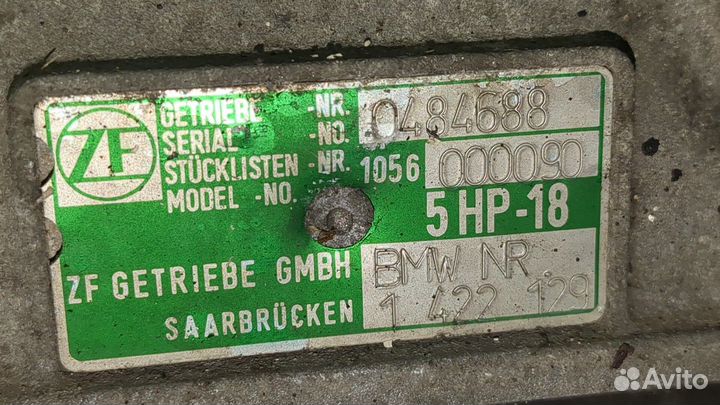 ZF
GETRIEBE -NR. 0484688
SERIAL -NO.
STÜCKLISTEN -NR. 1056 000090
MODEL -NO. 5 HP-18
ZF GETRIEBE GMBH BMW NR
SAARBRÜCKEN 1 422 129
Avito